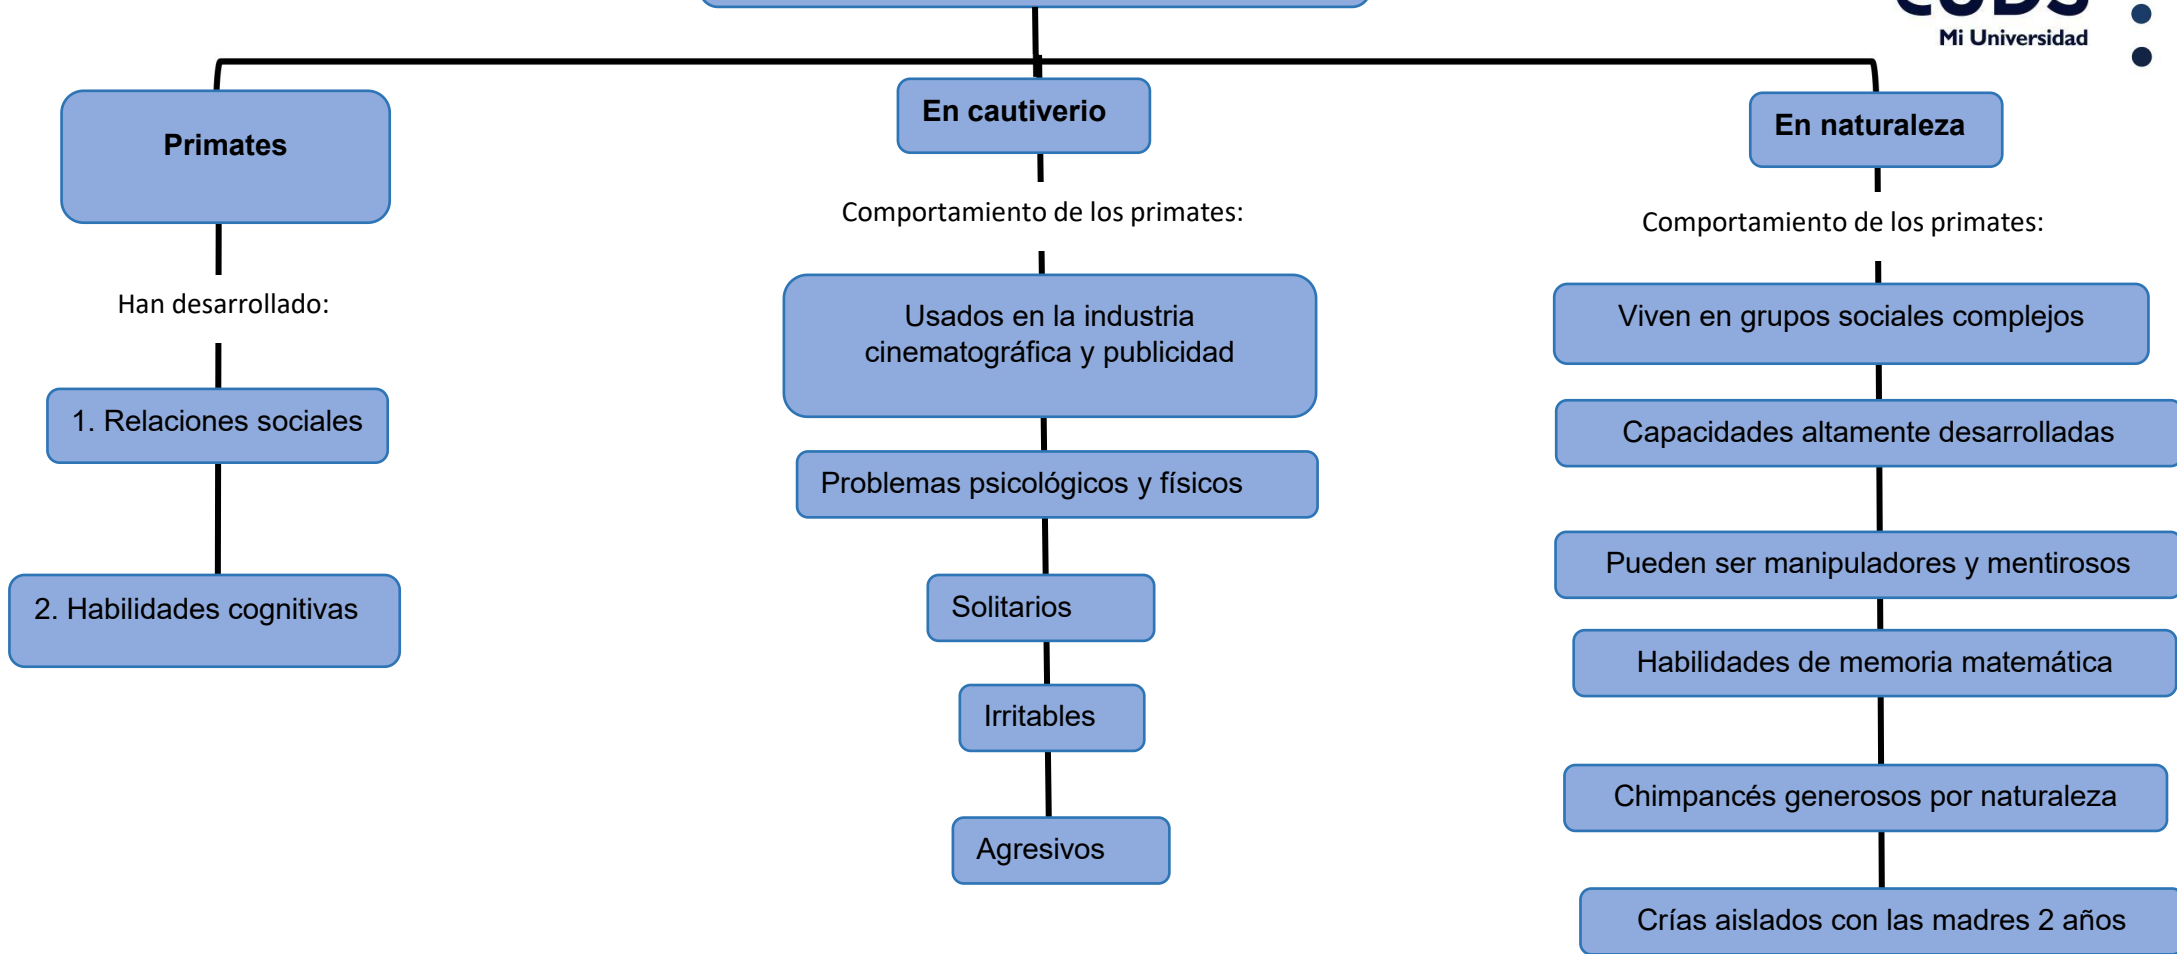 Mi Universidad
Primates
Han desarrollado:
1. Relaciones sociales
2. Habilidades cognitivas
En cautiverio
Comportamiento de los primates:
Usados en la industria
cinematográfica y publicidad
Problemas psicológicos y físicos
Solitarios
Irritables
Agresivos
En naturaleza
Comportamiento de los primates:
Viven en grupos sociales complejos
Capacidades altamente desarrolladas
Pueden ser manipuladores y mentirosos
Habilidades de memoria matemática
Chimpancés generosos por naturaleza
Crías aislados con las madres 2 años